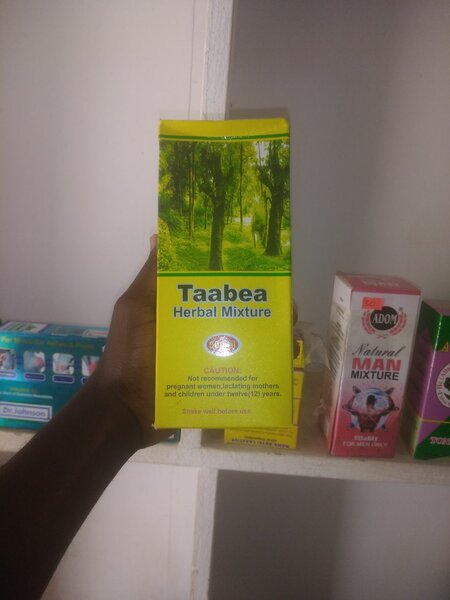 Taabea
Herbal Mixture
CAUTION:
Not recommended for
pregnant women,lactating mothers
and children under twelve(12) years.
Shake well before use.
Dr. Johnson
ADOM
Natural
MAN
MIXTURE
Vitality
FOR MEN ONLY